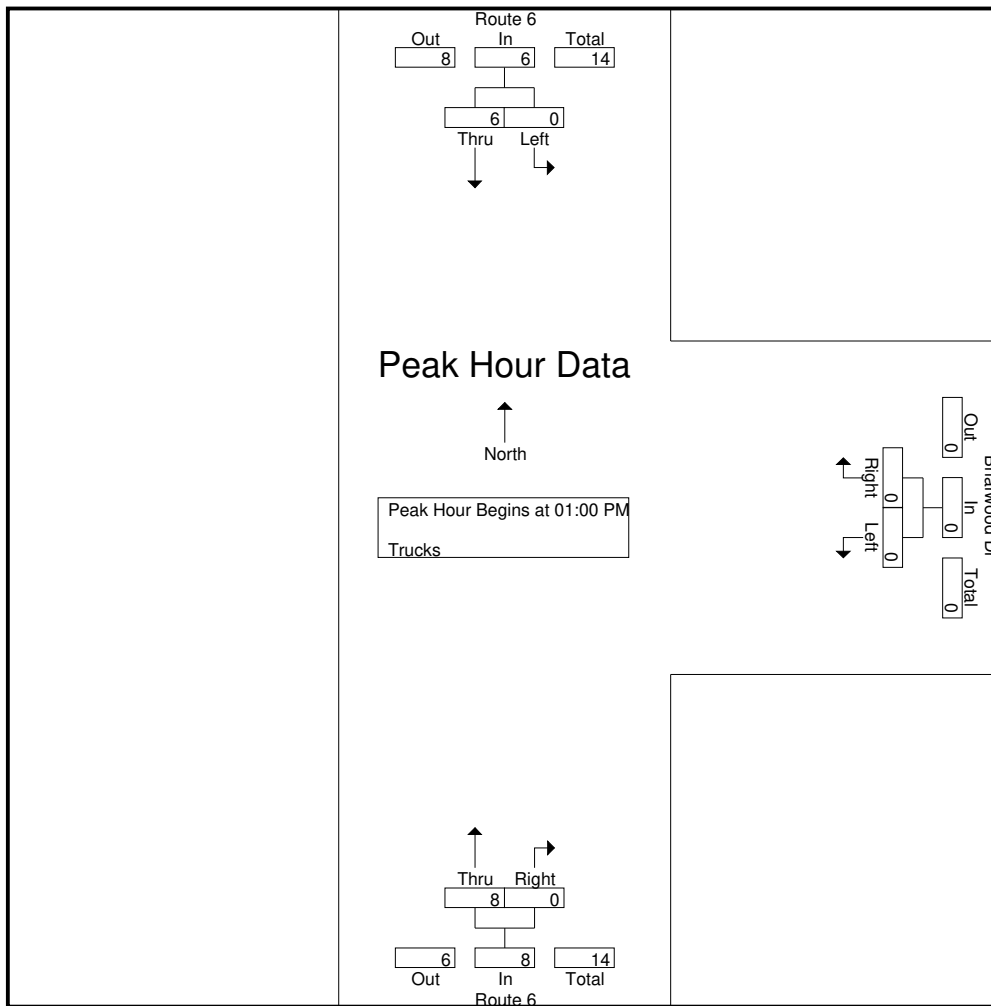 Route 6
Out In Total
8 6 14
6 0
Thru Left
Peak Hour Data
North
Peak Hour Begins at 01:00 PM
Trucks
Out In Total
0 0 0
0 0
Right Left
Thru Right
8 0
6 8 14
Out In Total
Route 6